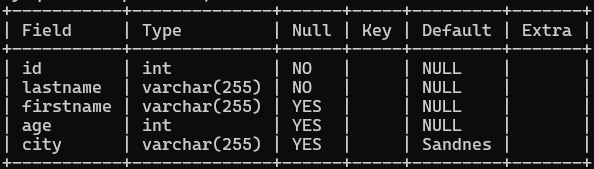 Field Type Null Key Default Extra
id int NO NULL
lastname varchar(255) NO NULL
firstname varchar(255) YES NULL
age int YES NULL
city varchar(255) YES Sandnes